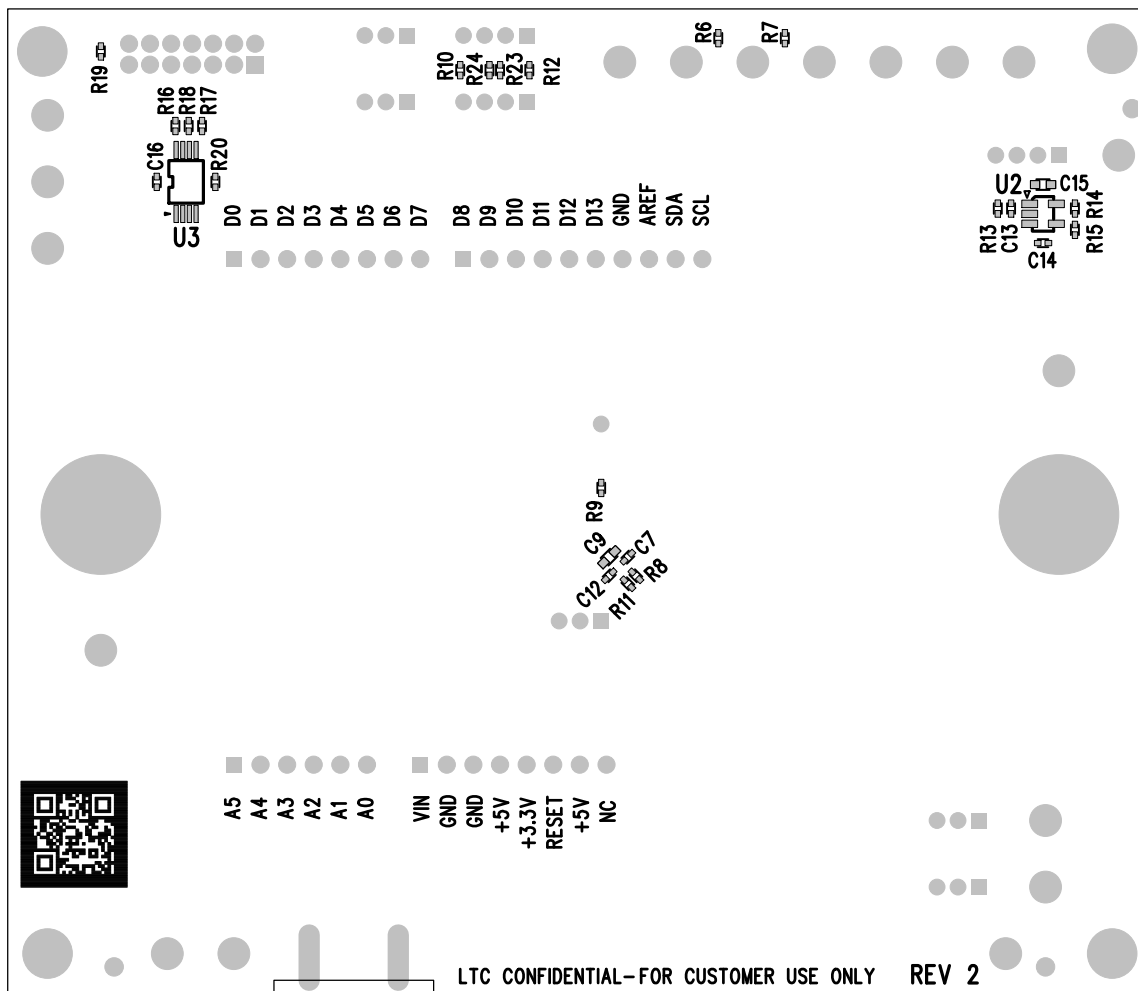 R6
R7
R19
R10
R24
R23
R12
R16
R18
R17
C16
R20
U3
D0
D1
D2
D3
D4
D5
D6
D7
D8
D9
D10
D11
D12
D13
GND
AREF
SDA
SCL
U2
C15
R14
R13
C13
R15
C14
R9
C9
C7
C12
R11
R8
A5
A4
A3
A2
A1
A0
VIN
GND
GND
+5V
+3.3V
RESET
+5V
NC
LTC CONFIDENTIAL-FOR CUSTOMER USE ONLY REV 2